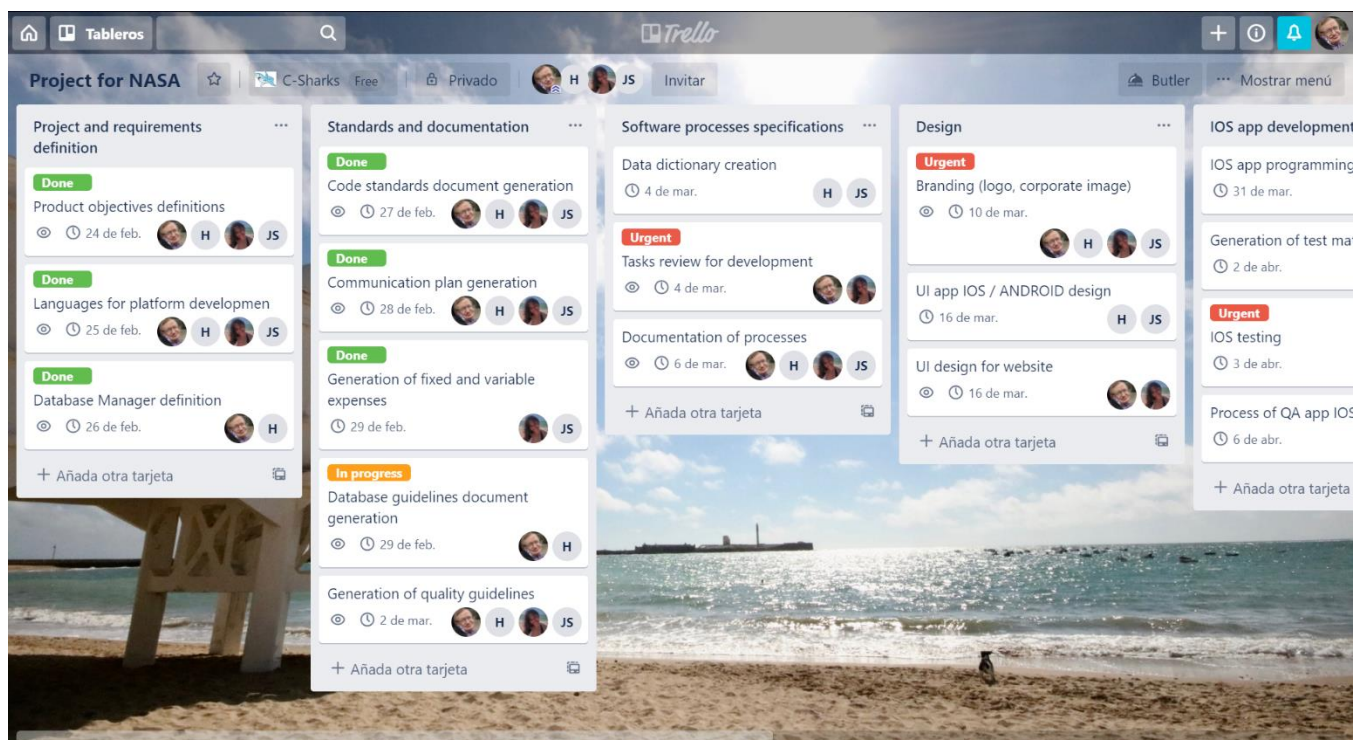 Tableros
Trello
Project for NASA
C-Sharks Free
Privado
H
JS
Invitar
Butler
Mostrar menú
Project and requirements
definition
Done
Product objectives definitions
24 de feb.
H
JS
Done
Languages for platform developmen
25 de feb.
H
JS
Done
Database Manager definition
26 de feb.
H
+ Añada otra tarjeta
Standards and documentation
Done
Code standards document generation
27 de feb.
H
JS
Done
Communication plan generation
28 de feb.
H
JS
Done
Generation of fixed and variable
expenses
29 de feb.
JS
In progress
Database guidelines document
generation
29 de feb.
H
Generation of quality guidelines
2 de mar.
H
JS
+ Añada otra tarjeta
Software processes specifications
Data dictionary creation
4 de mar.
H
JS
Urgent
Tasks review for development
4 de mar.
Documentation of processes
6 de mar.
H
JS
+ Añada otra tarjeta
Design
Urgent
Branding (logo, corporate image)
10 de mar.
H
JS
UI app IOS / ANDROID design
16 de mar.
H
JS
UI design for website
16 de mar.
+ Añada otra tarjeta
IOS app development
IOS app programming
31 de mar.
Generation of test mat
2 de abr.
Urgent
IOS testing
3 de abr.
Process of QA app IOS
6 de abr.
+ Añada otra tarjeta